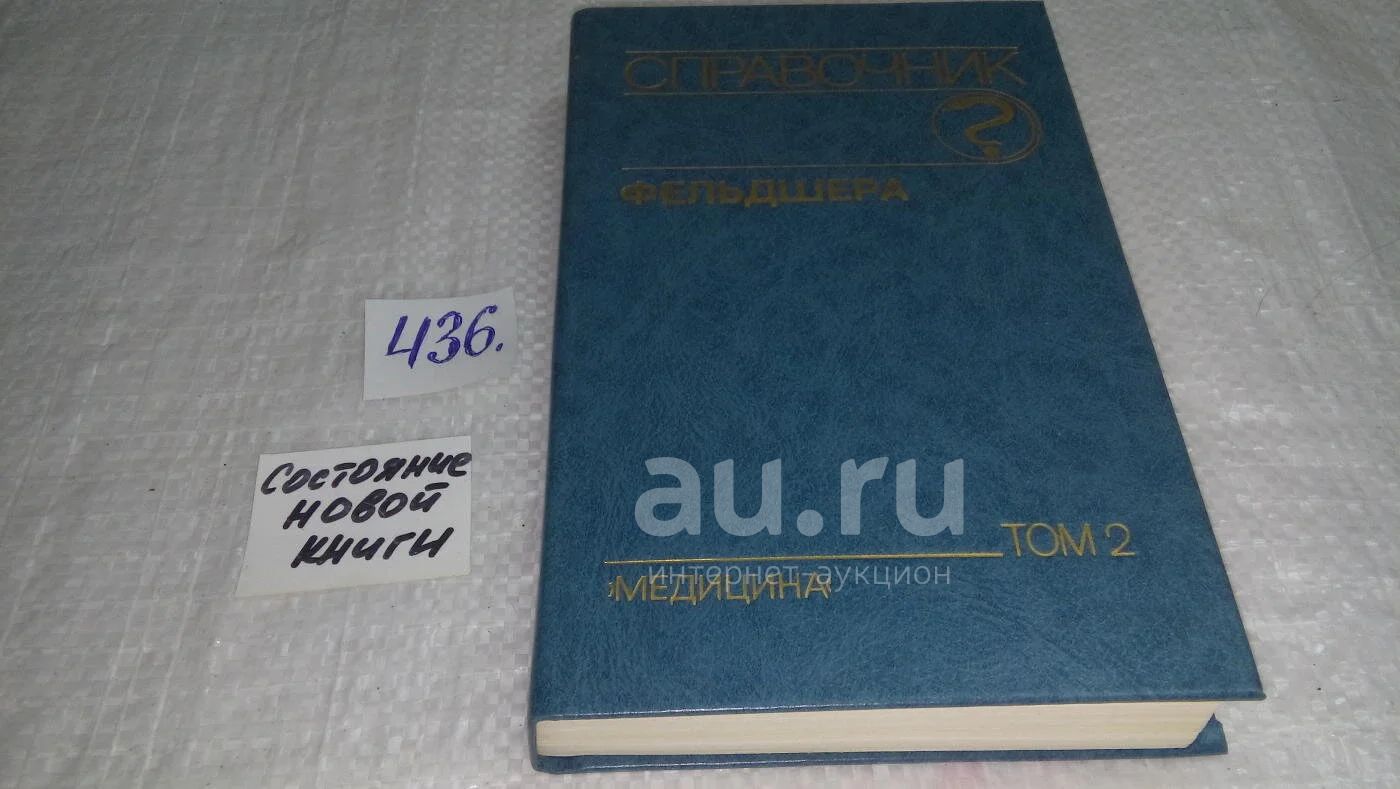 СПРАВОЧНИК
ФЕЛЬДШЕРА
436.
Состояние
новой
книги
au.ru
ТОМ 2
интернет-аукцион
МЕДИЦИНА